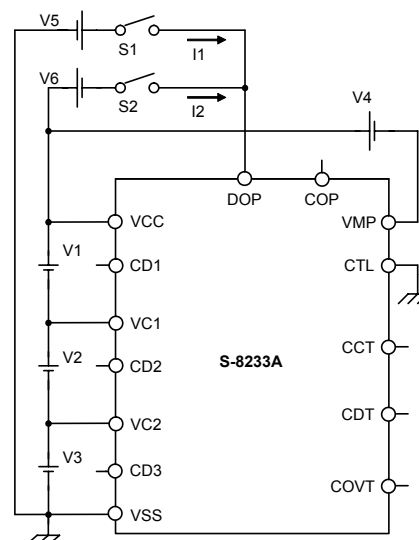 V5
S1
I1
V6
S2
I2
V4
DOP
COP
VCC
VMP
V1
CD1
CTL
VC1
S-8233A
CCT
V2
CD2
VC2
CDT
V3
CD3
COVT
VSS